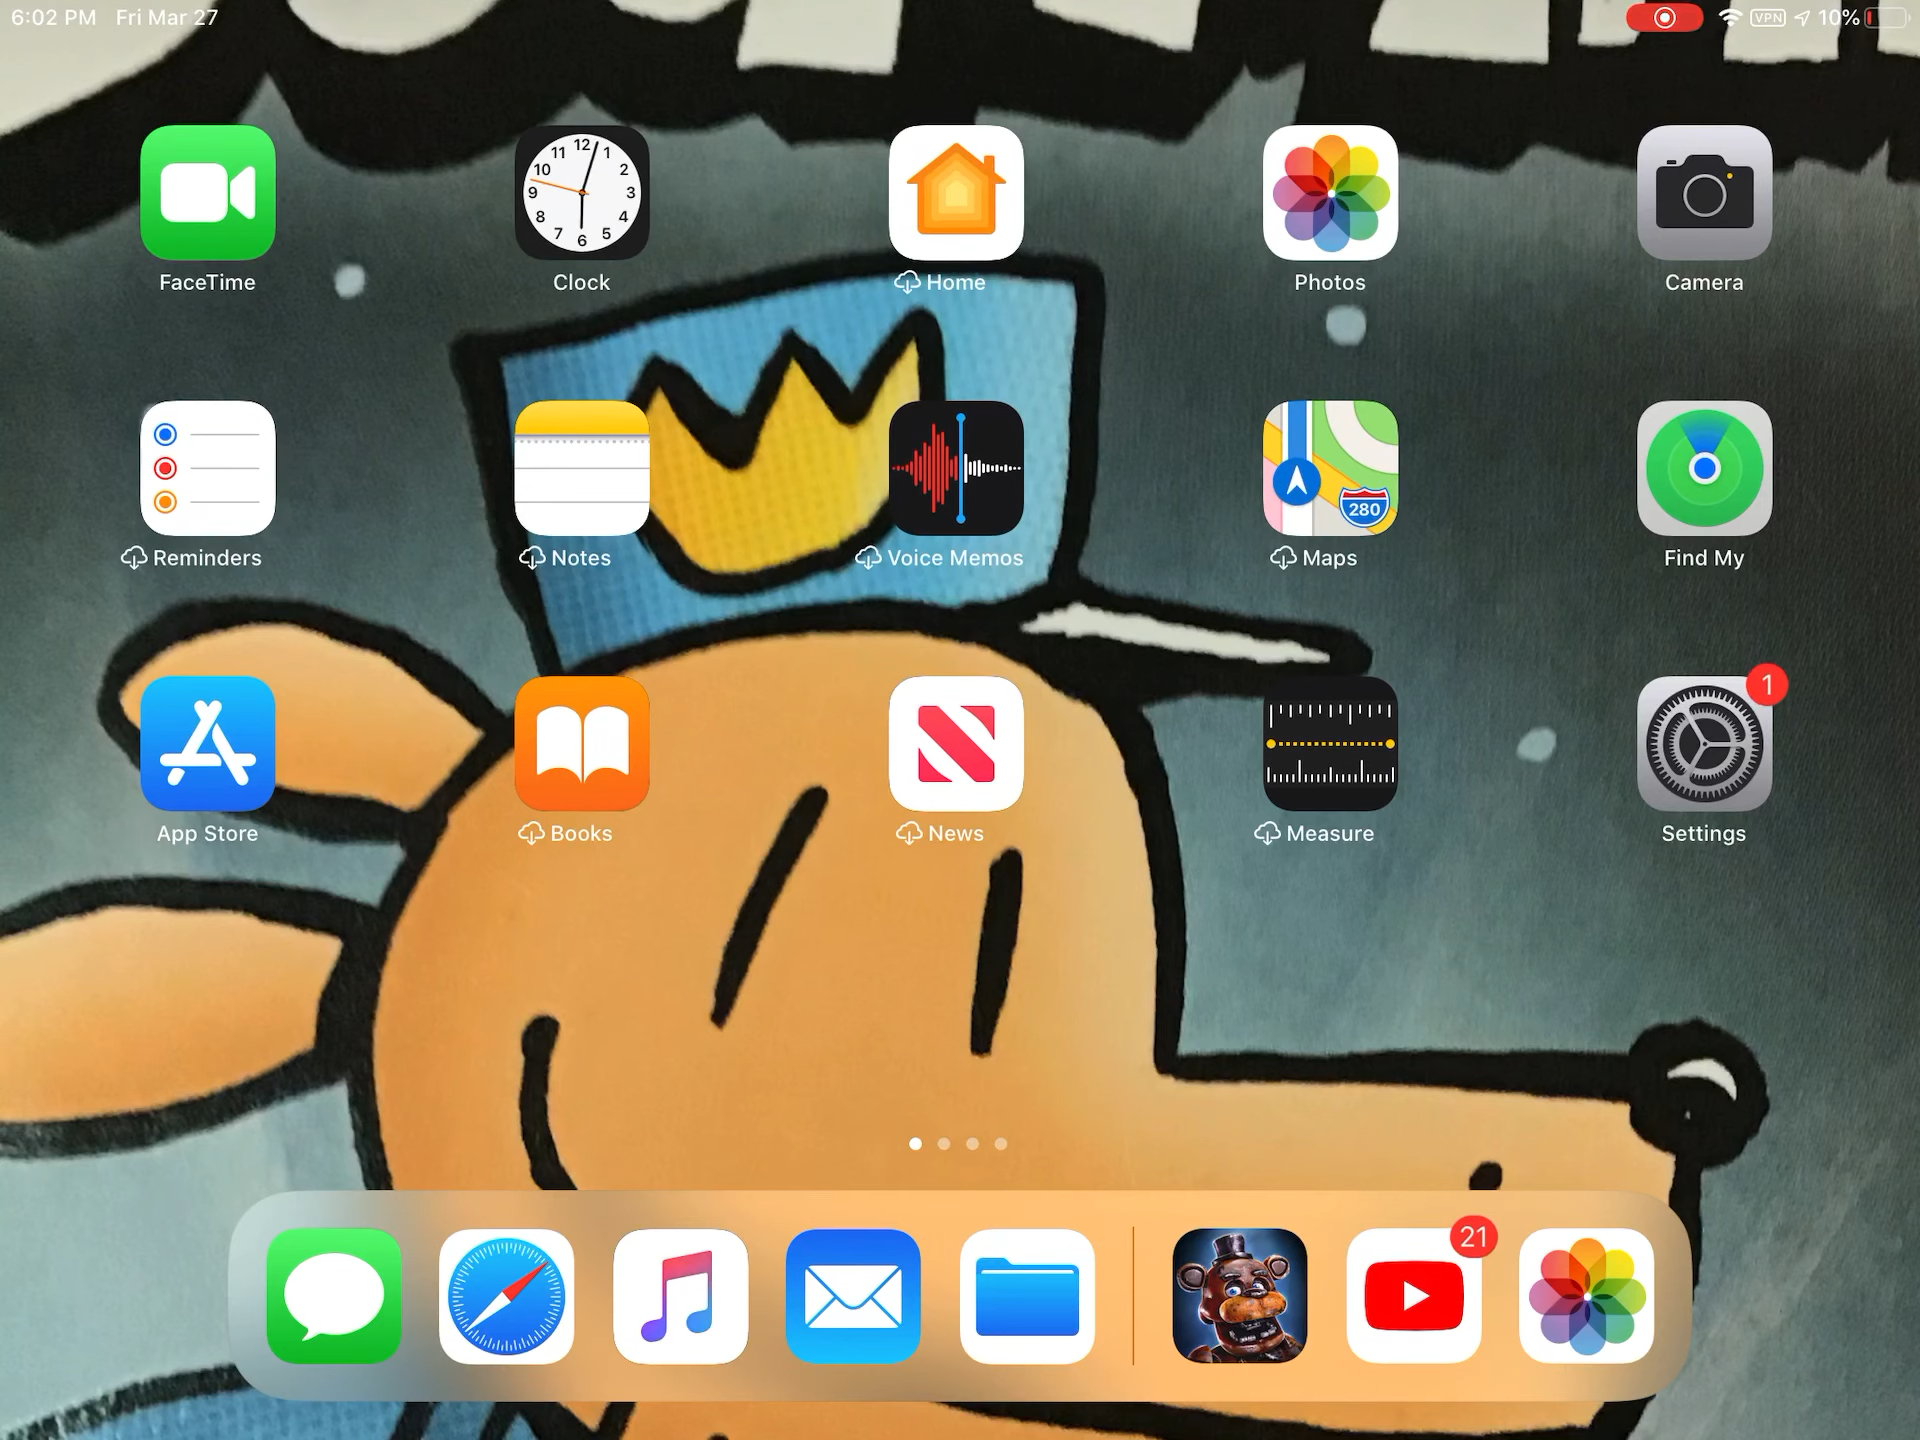 6:02 PM Fri Mar 27
VPN 10%
12
11 1
10 2
9 3
8 4
7 5
6
FaceTime
Clock
Home
Photos
Camera
280
Reminders
Notes
Voice Memos
Maps
Find My
1
App Store
Books
News
Measure
Settings
21